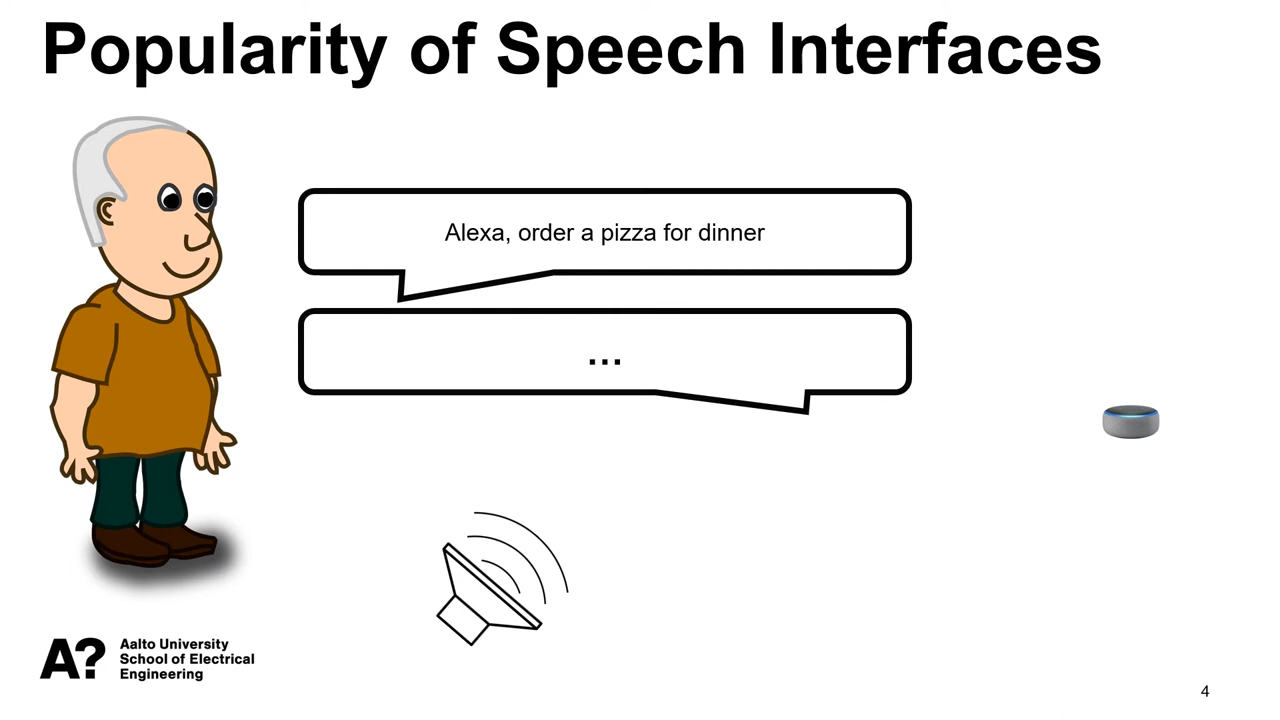 Popularity of Speech Interfaces
Alexa, order a pizza for dinner
...
A?
Aalto University
School of Electrical
Engineering
4